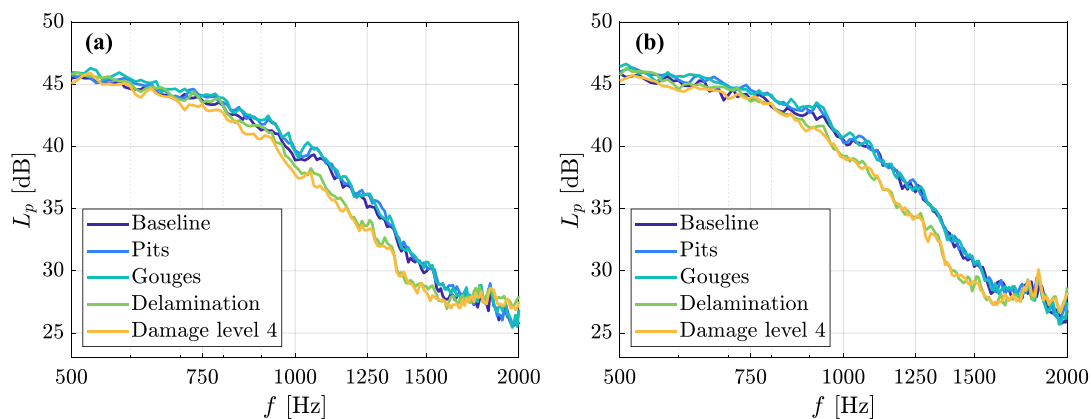 (a)
50
45
40
35
30
25
L_p [dB]
Baseline
Pits
Gouges
Delamination
Damage level 4
500 750 1000 1250 1500 2000
f [Hz]
(b)
50
45
40
35
30
25
L_p [dB]
Baseline
Pits
Gouges
Delamination
Damage level 4
500 750 1000 1250 1500 2000
f [Hz]